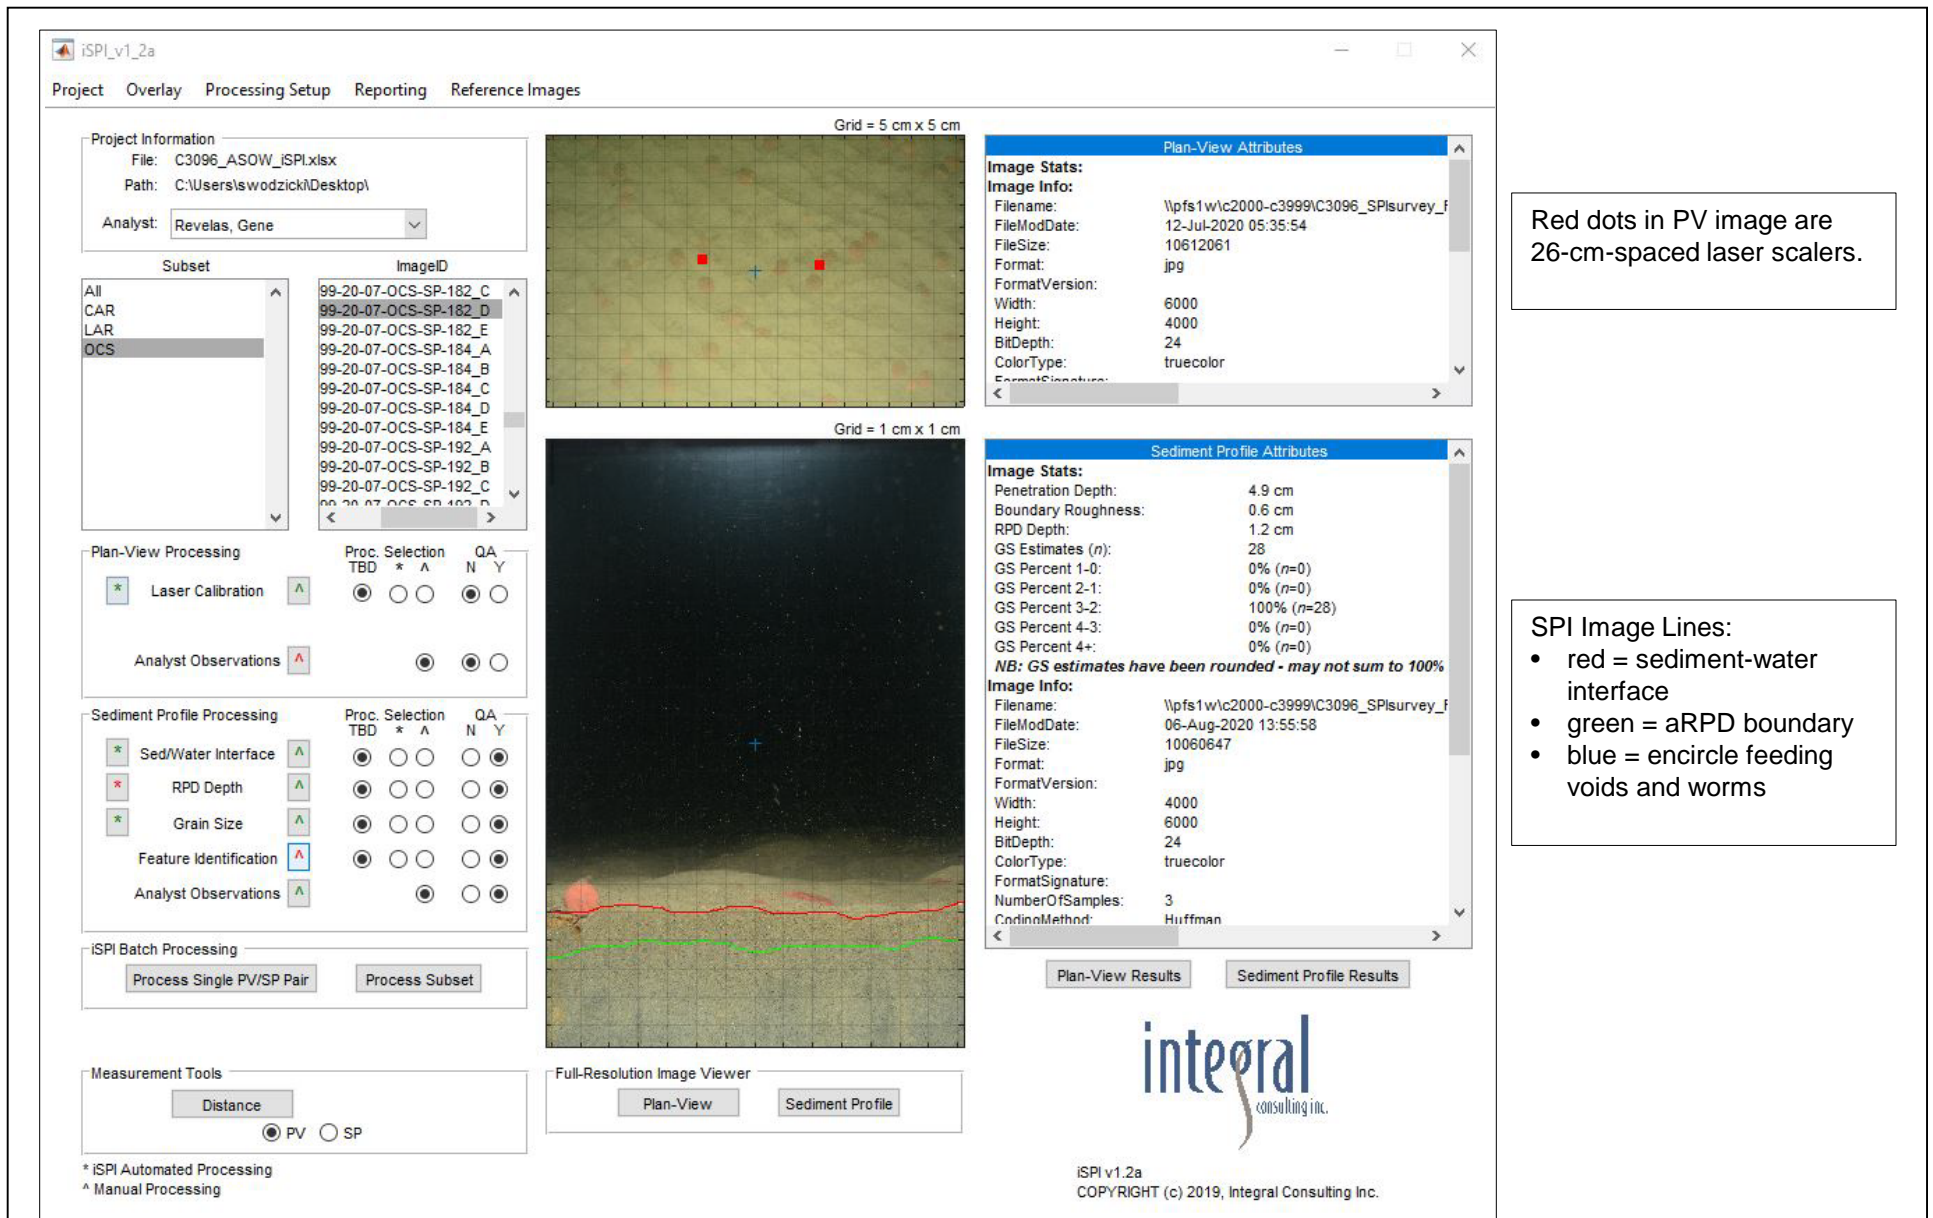 iSPI_v1_2a
Project Overlay Processing Setup Reporting Reference Images
Project Information
File: C3096_ASOW_iSPI.xlsx
Path: C:\Users\swodzicki\Desktop\
Analyst: Revelas, Gene
Subset
All
CAR
LAR
OCS
ImageID
99-20-07-OCS-SP-182_C
99-20-07-OCS-SP-182_D
99-20-07-OCS-SP-182_E
99-20-07-OCS-SP-184_A
99-20-07-OCS-SP-184_B
99-20-07-OCS-SP-184_C
99-20-07-OCS-SP-184_D
99-20-07-OCS-SP-184_E
99-20-07-OCS-SP-192_A
99-20-07-OCS-SP-192_B
99-20-07-OCS-SP-192_C
99-20-07-OCS-SP-192_D
Plan-View Processing Proc. Selection QA
TBD * ^ N Y
* Laser Calibration ^
Analyst Observations ^
Sediment Profile Processing Proc. Selection QA
TBD * ^ N Y
* Sed/Water Interface ^
* RPD Depth ^
* Grain Size ^
Feature Identification ^
Analyst Observations ^
iSPI Batch Processing
Process Single PV/SP Pair Process Subset
Measurement Tools
Distance
PV SP
* iSPI Automated Processing
^ Manual Processing
Grid = 5 cm x 5 cm
Grid = 1 cm x 1 cm
Full-Resolution Image Viewer
Plan-View Sediment Profile
Plan-View Attributes
Image Stats:
Image Info:
Filename: \\pfs1w\c2000-c3999\C3096_SPIsurvey_F
FileModDate: 12-Jul-2020 05:35:54
FileSize: 10612061
Format: jpg
FormatVersion:
Width: 6000
Height: 4000
BitDepth: 24
ColorType: truecolor
FormatSignature:
Sediment Profile Attributes
Image Stats:
Penetration Depth: 4.9 cm
Boundary Roughness: 0.6 cm
RPD Depth: 1.2 cm
GS Estimates (n): 28
GS Percent 1-0: 0% (n=0)
GS Percent 2-1: 0% (n=0)
GS Percent 3-2: 100% (n=28)
GS Percent 4-3: 0% (n=0)
GS Percent 4+: 0% (n=0)
NB: GS estimates have been rounded - may not sum to 100%
Image Info:
Filename: \\pfs1w\c2000-c3999\C3096_SPIsurvey_F
FileModDate: 06-Aug-2020 13:55:58
FileSize: 10060647
Format: jpg
FormatVersion:
Width: 4000
Height: 6000
BitDepth: 24
ColorType: truecolor
FormatSignature:
NumberOfSamples: 3
CodingMethod: Huffman
Plan-View Results Sediment Profile Results
integral
consulting inc.
iSPI v1.2a
COPYRIGHT (c) 2019, Integral Consulting Inc.
Red dots in PV image are
26-cm-spaced laser scalers.
SPI Image Lines:
• red = sediment-water
interface
• green = aRPD boundary
• blue = encircle feeding
voids and worms